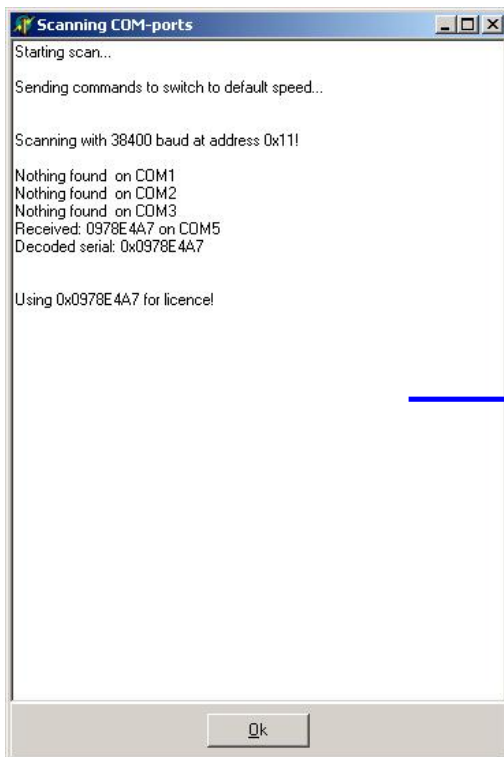 Scanning COM-ports
Starting scan...
Sending commands to switch to default speed...
Scanning with 38400 baud at address 0x11!
Nothing found  on COM1
Nothing found  on COM2
Nothing found  on COM3
Received: 0978E4A7 on COM5
Decoded serial: 0x0978E4A7
Using 0x0978E4A7 for licence!
Ok